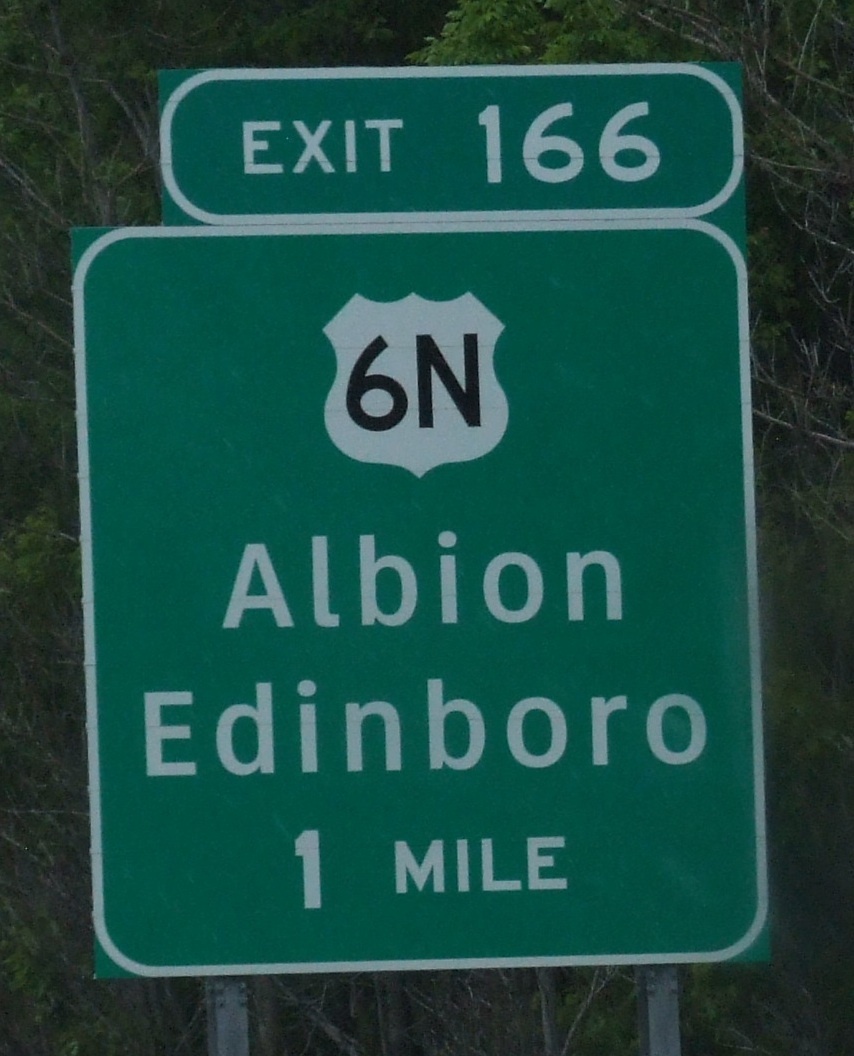 EXIT 166
6N
Albion
Edinboro
1 MILE